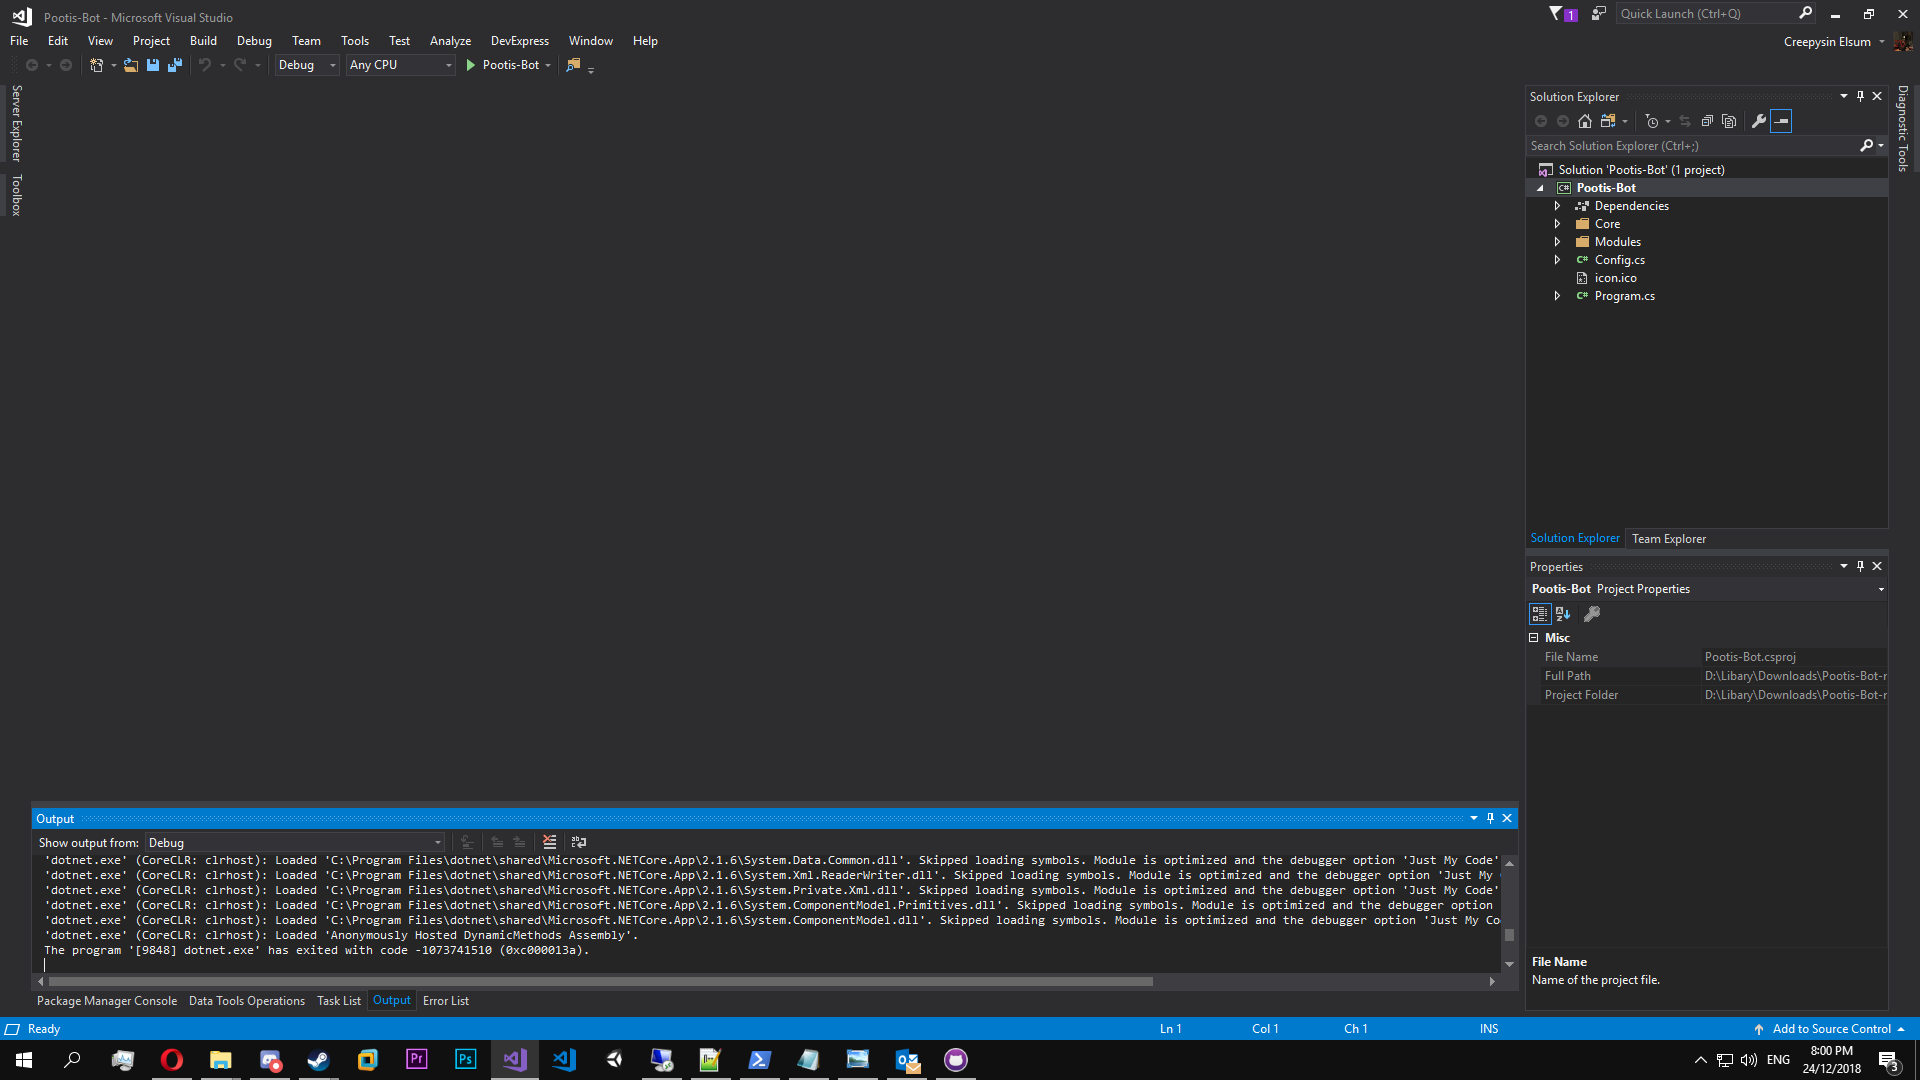 Pootis-Bot - Microsoft Visual Studio
1
Quick Launch (Ctrl+Q)
File Edit View Project Build Debug Team Tools Test Analyze DevExpress Window Help
Creepysin Elsum
Debug Any CPU Pootis-Bot
Server Explorer
Toolbox
Diagnostic Tools
Solution Explorer
Search Solution Explorer (Ctrl+;)
Solution 'Pootis-Bot' (1 project)
C# Pootis-Bot
Dependencies
Core
Modules
C# Config.cs
icon.ico
C# Program.cs
Solution Explorer Team Explorer
Properties
Pootis-Bot Project Properties
Misc
File Name Pootis-Bot.csproj
Full Path D:\Libary\Downloads\Pootis-Bot-r
Project Folder D:\Libary\Downloads\Pootis-Bot-r
File Name
Name of the project file.
Output
Show output from: Debug
'dotnet.exe' (CoreCLR: clrhost): Loaded 'C:\Program Files\dotnet\shared\Microsoft.NETCore.App\2.1.6\System.Data.Common.dll'. Skipped loading symbols. Module is optimized and the debugger option 'Just My Code'
'dotnet.exe' (CoreCLR: clrhost): Loaded 'C:\Program Files\dotnet\shared\Microsoft.NETCore.App\2.1.6\System.Xml.ReaderWriter.dll'. Skipped loading symbols. Module is optimized and the debugger option 'Just My
'dotnet.exe' (CoreCLR: clrhost): Loaded 'C:\Program Files\dotnet\shared\Microsoft.NETCore.App\2.1.6\System.Private.Xml.dll'. Skipped loading symbols. Module is optimized and the debugger option 'Just My Code'
'dotnet.exe' (CoreCLR: clrhost): Loaded 'C:\Program Files\dotnet\shared\Microsoft.NETCore.App\2.1.6\System.ComponentModel.Primitives.dll'. Skipped loading symbols. Module is optimized and the debugger option
'dotnet.exe' (CoreCLR: clrhost): Loaded 'C:\Program Files\dotnet\shared\Microsoft.NETCore.App\2.1.6\System.ComponentModel.dll'. Skipped loading symbols. Module is optimized and the debugger option 'Just My Co
'dotnet.exe' (CoreCLR: clrhost): Loaded 'Anonymously Hosted DynamicMethods Assembly'.
The program '[9848] dotnet.exe' has exited with code -1073741510 (0xc000013a).
Package Manager Console Data Tools Operations Task List Output Error List
Ready Ln 1 Col 1 Ch 1 INS Add to Source Control
Pr Ps
ENG
8:00 PM
24/12/2018
3